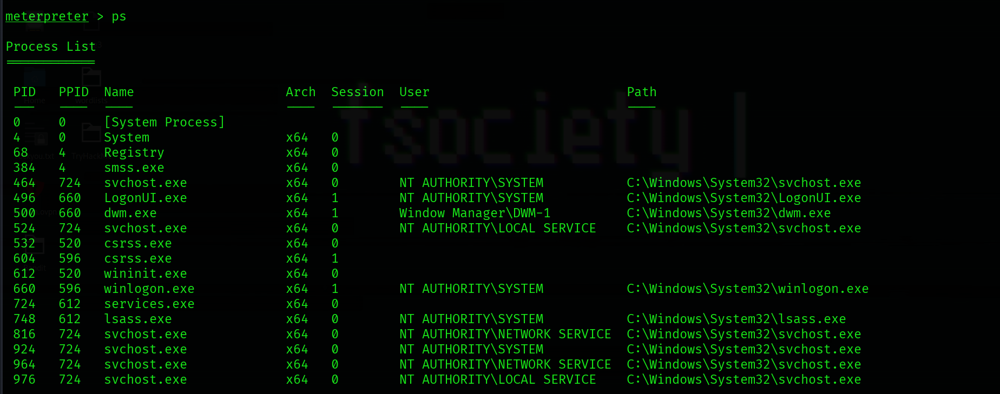 meterpreter > ps
Process List
PID PPID Name Arch Session User Path
0 0 [System Process]
4 0 System x64 0
68 4 Registry x64 0
384 4 smss.exe x64 0
464 724 svchost.exe x64 0 NT AUTHORITY\SYSTEM C:\Windows\System32\svchost.exe
496 660 LogonUI.exe x64 1 NT AUTHORITY\SYSTEM C:\Windows\System32\LogonUI.exe
500 660 dwm.exe x64 1 Window Manager\DWM-1 C:\Windows\System32\dwm.exe
524 724 svchost.exe x64 0 NT AUTHORITY\LOCAL SERVICE C:\Windows\System32\svchost.exe
532 520 csrss.exe x64 0
604 596 csrss.exe x64 1
612 520 wininit.exe x64 0
660 596 winlogon.exe x64 1 NT AUTHORITY\SYSTEM C:\Windows\System32\winlogon.exe
724 612 services.exe x64 0
748 612 lsass.exe x64 0 NT AUTHORITY\SYSTEM C:\Windows\System32\lsass.exe
816 724 svchost.exe x64 0 NT AUTHORITY\NETWORK SERVICE C:\Windows\System32\svchost.exe
924 724 svchost.exe x64 0 NT AUTHORITY\SYSTEM C:\Windows\System32\svchost.exe
964 724 svchost.exe x64 0 NT AUTHORITY\NETWORK SERVICE C:\Windows\System32\svchost.exe
976 724 svchost.exe x64 0 NT AUTHORITY\LOCAL SERVICE C:\Windows\System32\svchost.exe
fsociety
Home
wordlists